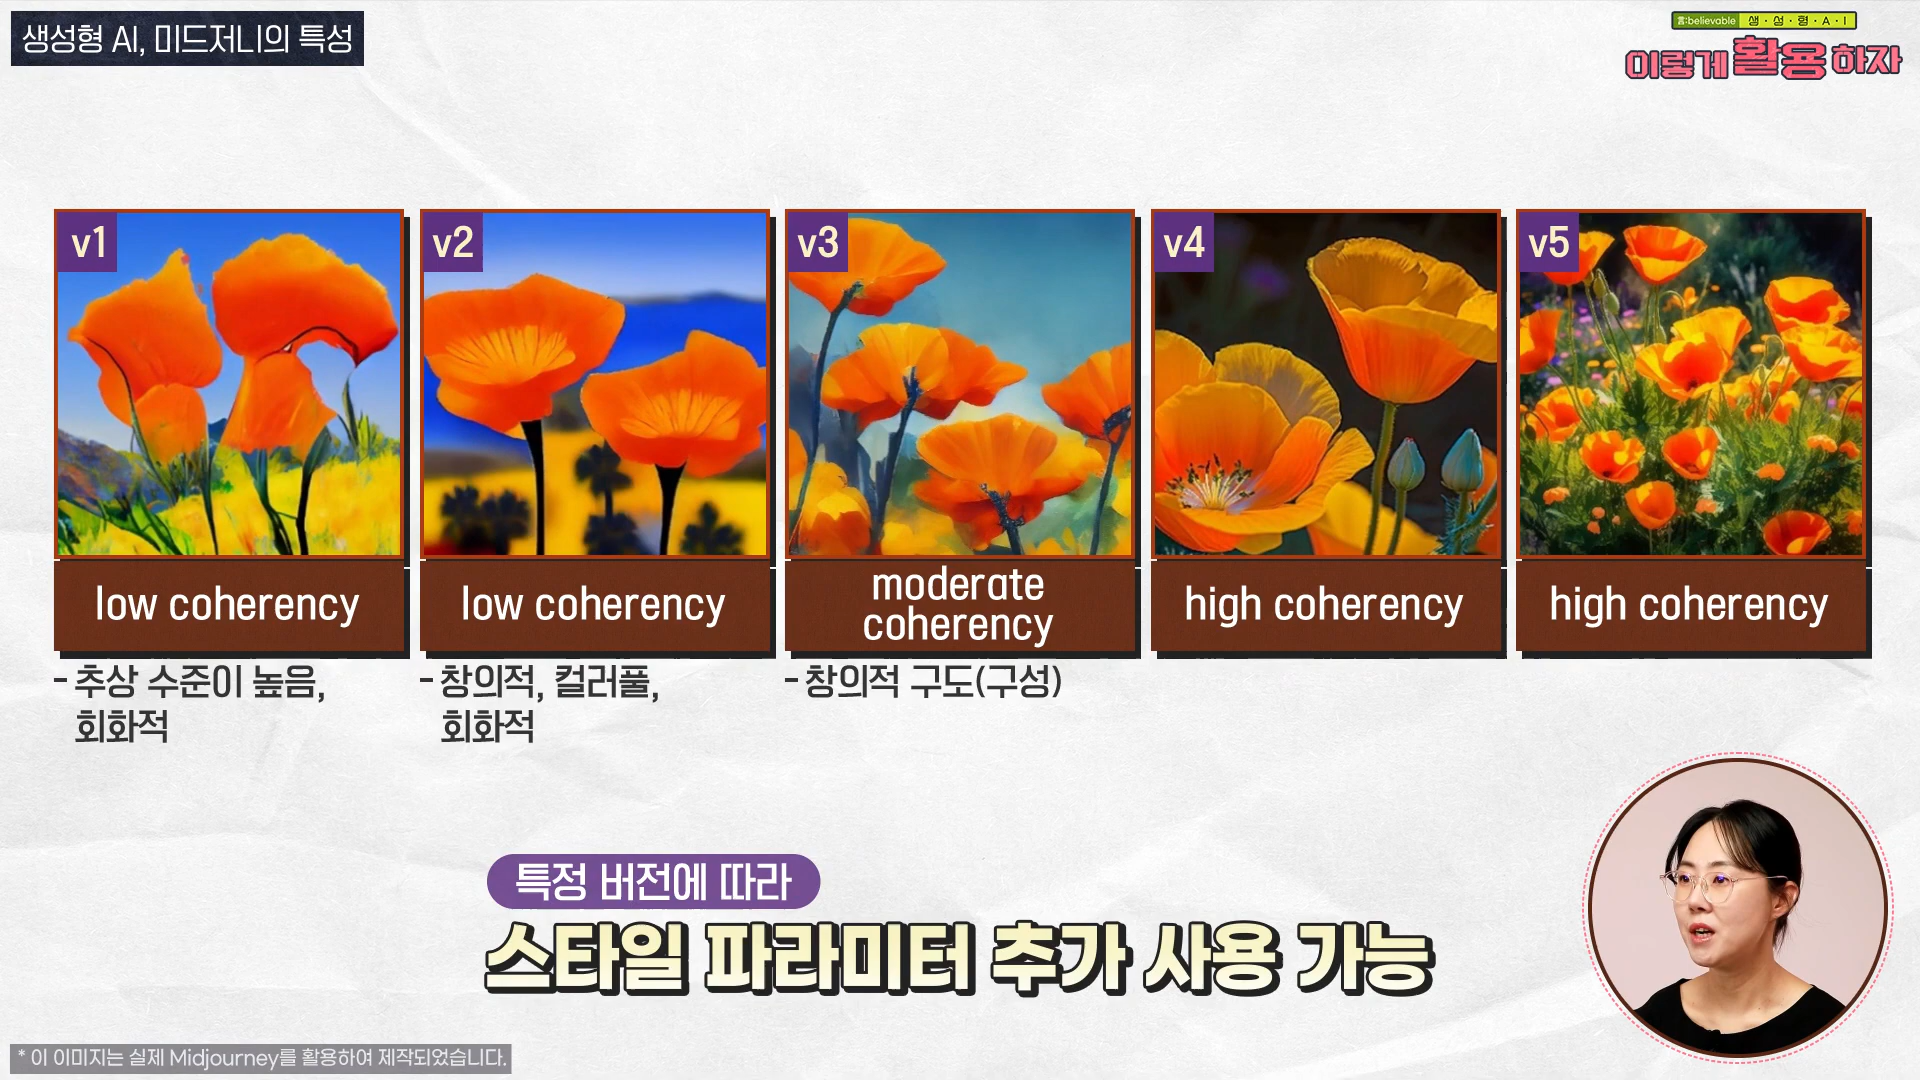 생성형 AI, 미드저니의 특성
言:believable 생·성·형·A·I
이렇게 활용하자
v1
v2
v3
v4
v5
low coherency
low coherency
moderate
coherency
high coherency
high coherency
- 추상 수준이 높음,
회화적
- 창의적, 컬러풀,
회화적
- 창의적 구도(구성)
특정 버전에 따라
스타일 파라미터 추가 사용 가능
* 이 이미지는 실제 Midjourney를 활용하여 제작되었습니다.